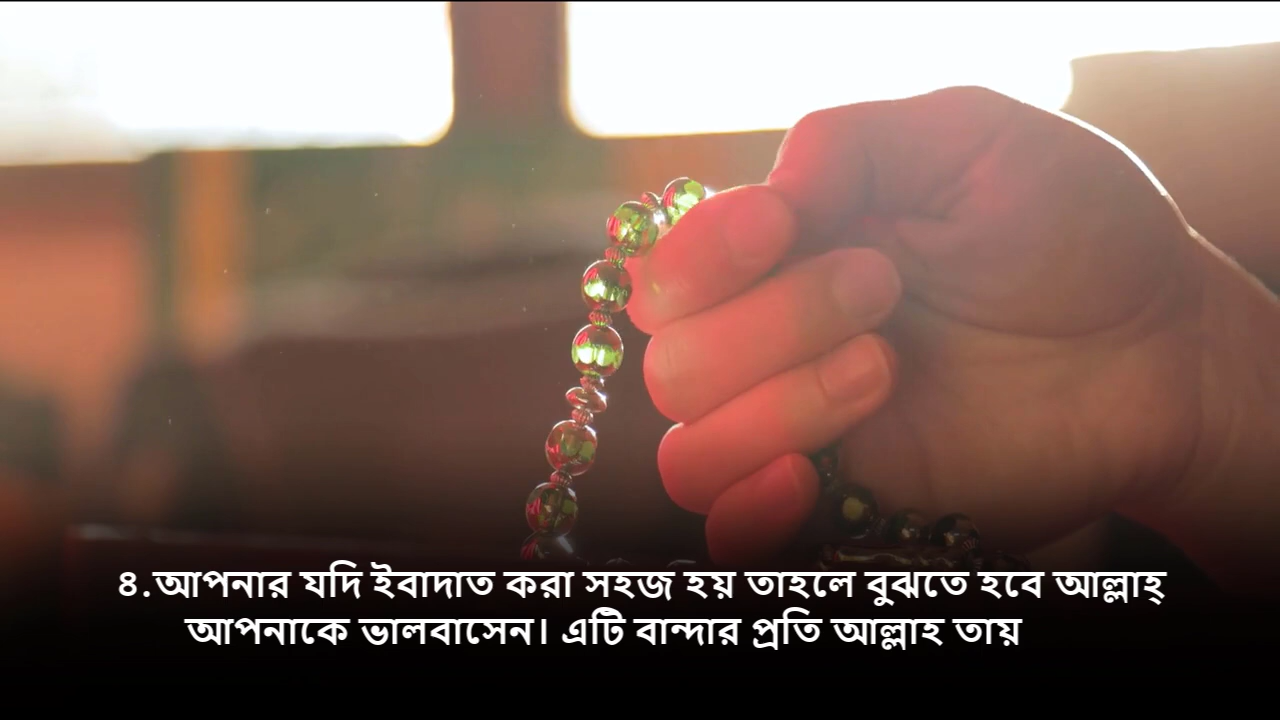 ৪.আপনার যদি ইবাদাত করা সহজ হয় তাহলে বুঝতে হবে আল্লাহ্
আপনাকে ভালবাসেন। এটি বান্দার প্রতি আল্লাহ তায়